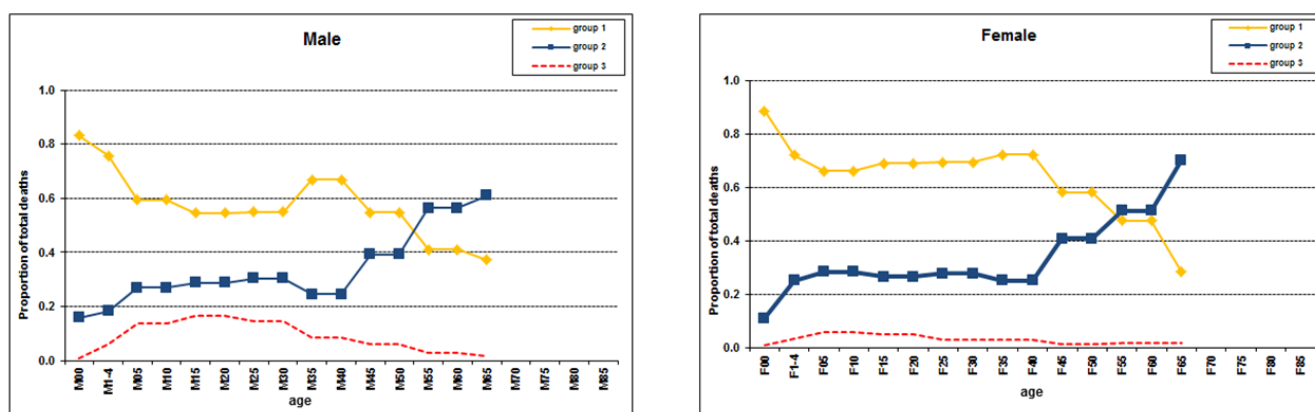 Male
group 1
group 2
group 3
Proportion of total deaths
1.0
0.8
0.6
0.4
0.2
0.0
M00
M1-4
M05
M10
M15
M20
M25
M30
M35
M40
M45
M50
M55
M60
M65
M70
M75
M80
M85
age
Female
group 1
group 2
group 3
Proportion of total deaths
1.0
0.8
0.6
0.4
0.2
0.0
F00
F1-4
F05
F10
F15
F20
F25
F30
F35
F40
F45
F50
F55
F60
F65
F70
F75
F80
F85
age